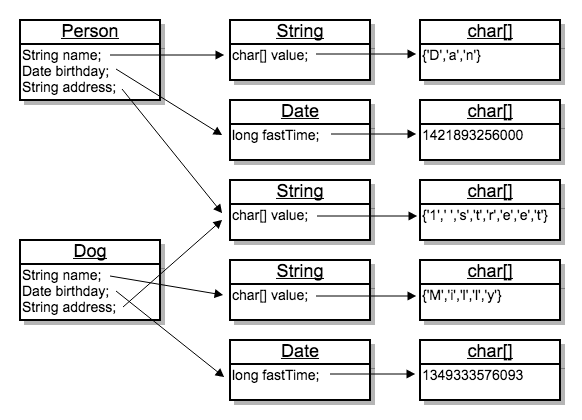 Person
String name;
Date birthday;
String address;
String
char[] value;
char[]
{'D','a','n'}
Date
long fastTime;
char[]
1421893256000
String
char[] value;
char[]
{'1',' ','s','t','r','e','e','t'}
Dog
String name;
Date birthday;
String address;
String
char[] value;
char[]
{'M','i','l','l','y'}
Date
long fastTime;
char[]
1349333576093